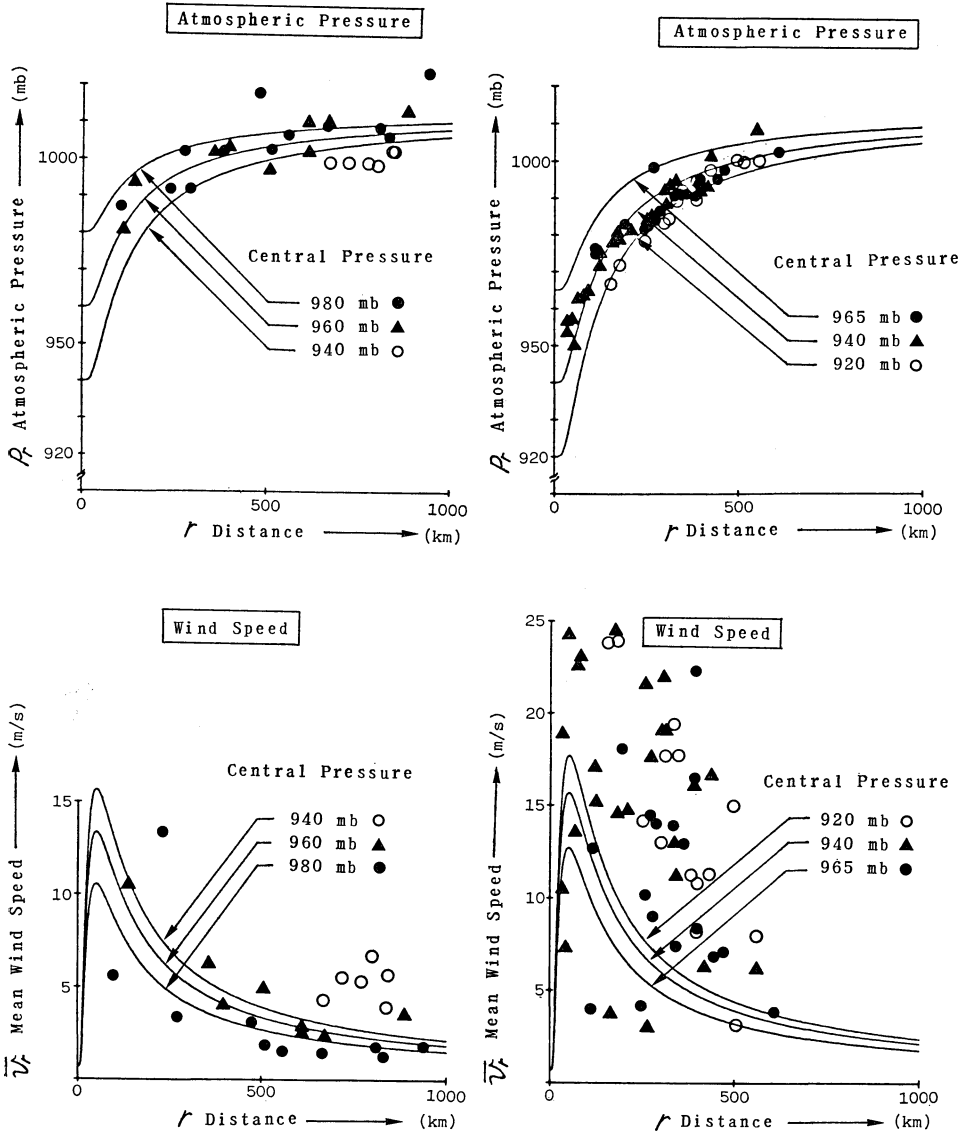 Atmospheric Pressure
Pr Atmospheric Pressure (mb)
1000
950
920
Central Pressure
980 mb
960 mb
940 mb
0
500
1000
r Distance (km)
Atmospheric Pressure
Pr Atmospheric Pressure (mb)
1000
950
920
Central Pressure
965 mb
940 mb
920 mb
0
500
1000
r Distance (km)
Wind Speed
v̅r Mean Wind Speed (m/s)
15
10
5
Central Pressure
940 mb
960 mb
980 mb
0
500
1000
r Distance (km)
Wind Speed
v̅r Mean Wind Speed (m/s)
25
20
15
10
5
Central Pressure
920 mb
940 mb
965 mb
0
500
1000
r Distance (km)